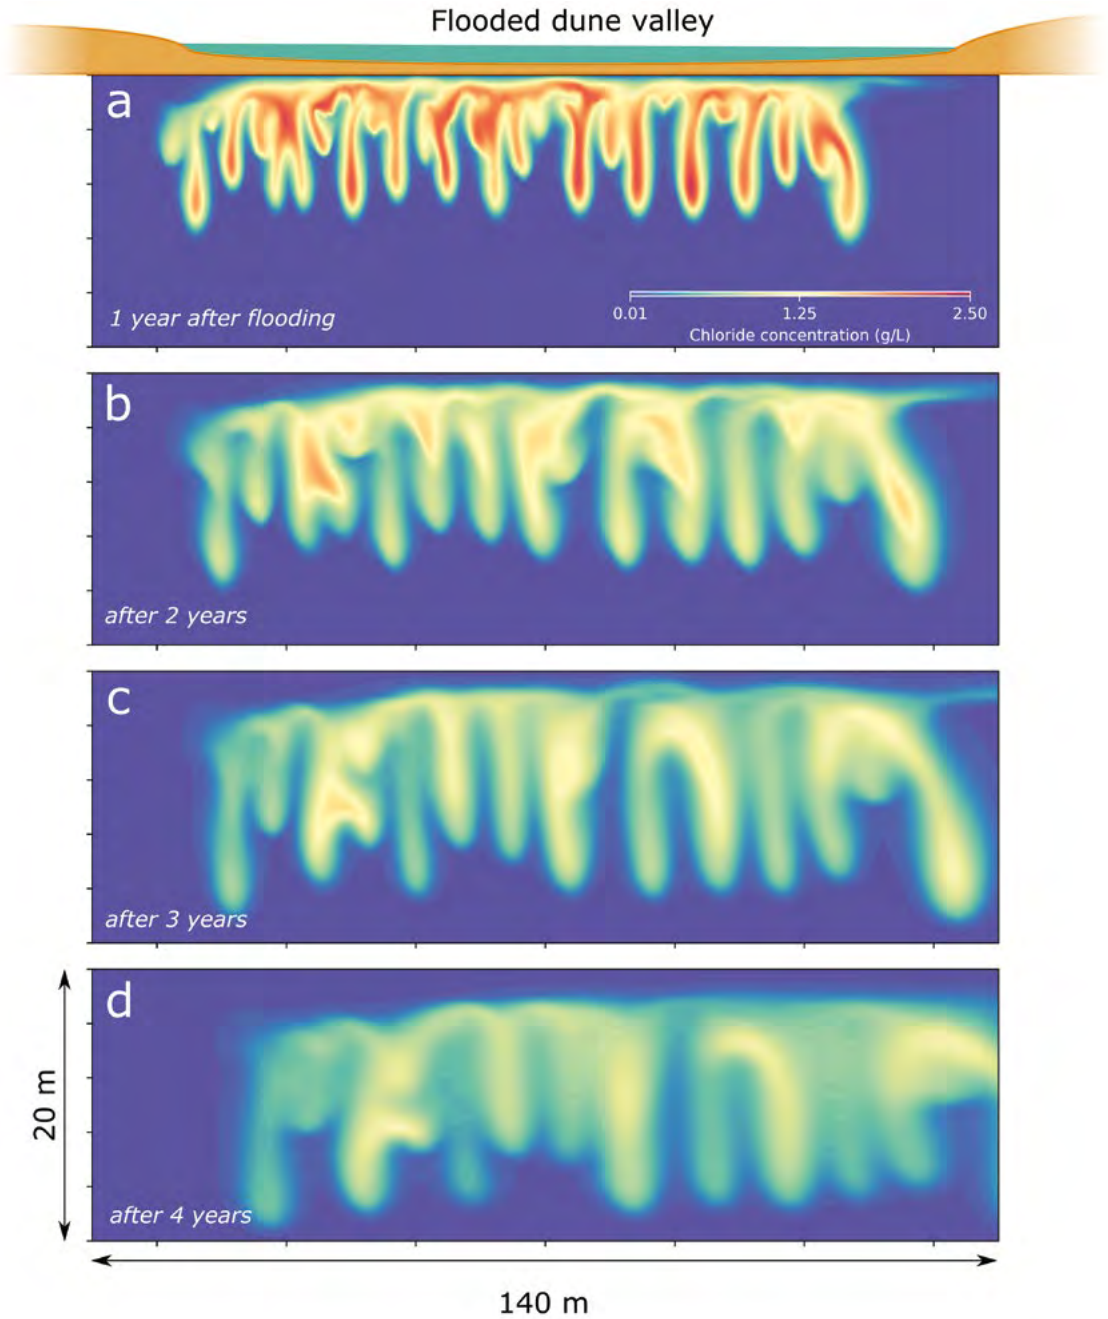 Flooded dune valley
a
1 year after flooding
0.01 1.25 2.50
Chloride concentration (g/L)
b
after 2 years
c
after 3 years
d
after 4 years
20 m
140 m